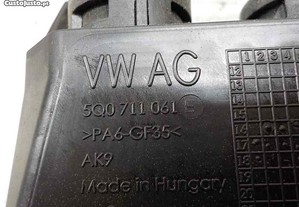 CustoJusto.pt
VW AG
5Q0 711 061 E
>PA6-GF35<
AK9
Made in Hungary